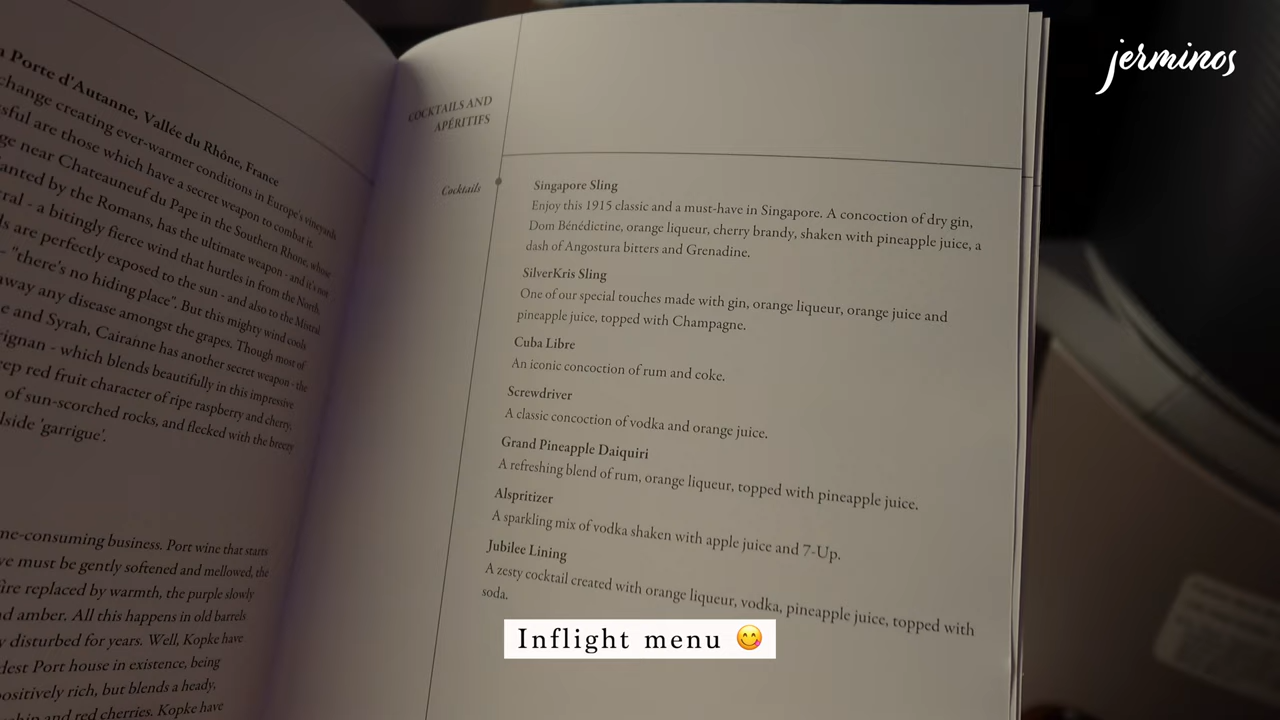 a Porte d'Autanne, Vallée du Rhône, France
change creating ever-warmer conditions in Europe's vineyards
sful are those which have a secret weapon to combat it.
ge near Chateauneuf du Pape in the Southern Rhone, whose
anted by the Romans, has the ultimate weapon - and it's not
ral - a bitingly fierce wind that hurtles in from the North.
ls are perfectly exposed to the sun - and also to the Mistral
- "there's no hiding place". But this mighty wind cools
away any disease amongst the grapes. Though most of
e and Syrah, Cairanne has another secret weapon - the
rignan - which blends beautifully in this impressive
eep red fruit character of ripe raspberry and cherry,
of sun-scorched rocks, and flecked with the breezy
lside 'garrigue'.
me-consuming business. Port wine that starts
ve must be gently softened and mellowed, the
fire replaced by warmth, the purple slowly
nd amber. All this happens in old barrels
y disturbed for years. Well, Kopke have
dest Port house in existence, being
positively rich, but blends a heady,
ship and red cherries. Kopke have
COCKTAILS AND
APÉRITIFS
Cocktails
Singapore Sling
Enjoy this 1915 classic and a must-have in Singapore. A concoction of dry gin,
Dom Bénédictine, orange liqueur, cherry brandy, shaken with pineapple juice, a
dash of Angostura bitters and Grenadine.
SilverKris Sling
One of our special touches made with gin, orange liqueur, orange juice and
pineapple juice, topped with Champagne.
Cuba Libre
An iconic concoction of rum and coke.
Screwdriver
A classic concoction of vodka and orange juice.
Grand Pineapple Daiquiri
A refreshing blend of rum, orange liqueur, topped with pineapple juice.
Alspritizer
A sparkling mix of vodka shaken with apple juice and 7-Up.
Jubilee Lining
A zesty cocktail created with orange liqueur, vodka, pineapple juice, topped with
soda.
jerminos
Inflight menu 😋